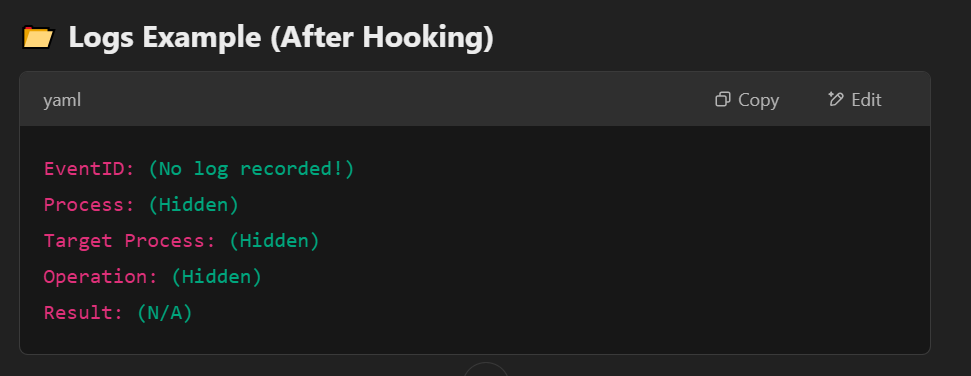 📂 Logs Example (After Hooking)
yaml
Copy
Edit
EventID: (No log recorded!)
Process: (Hidden)
Target Process: (Hidden)
Operation: (Hidden)
Result: (N/A)